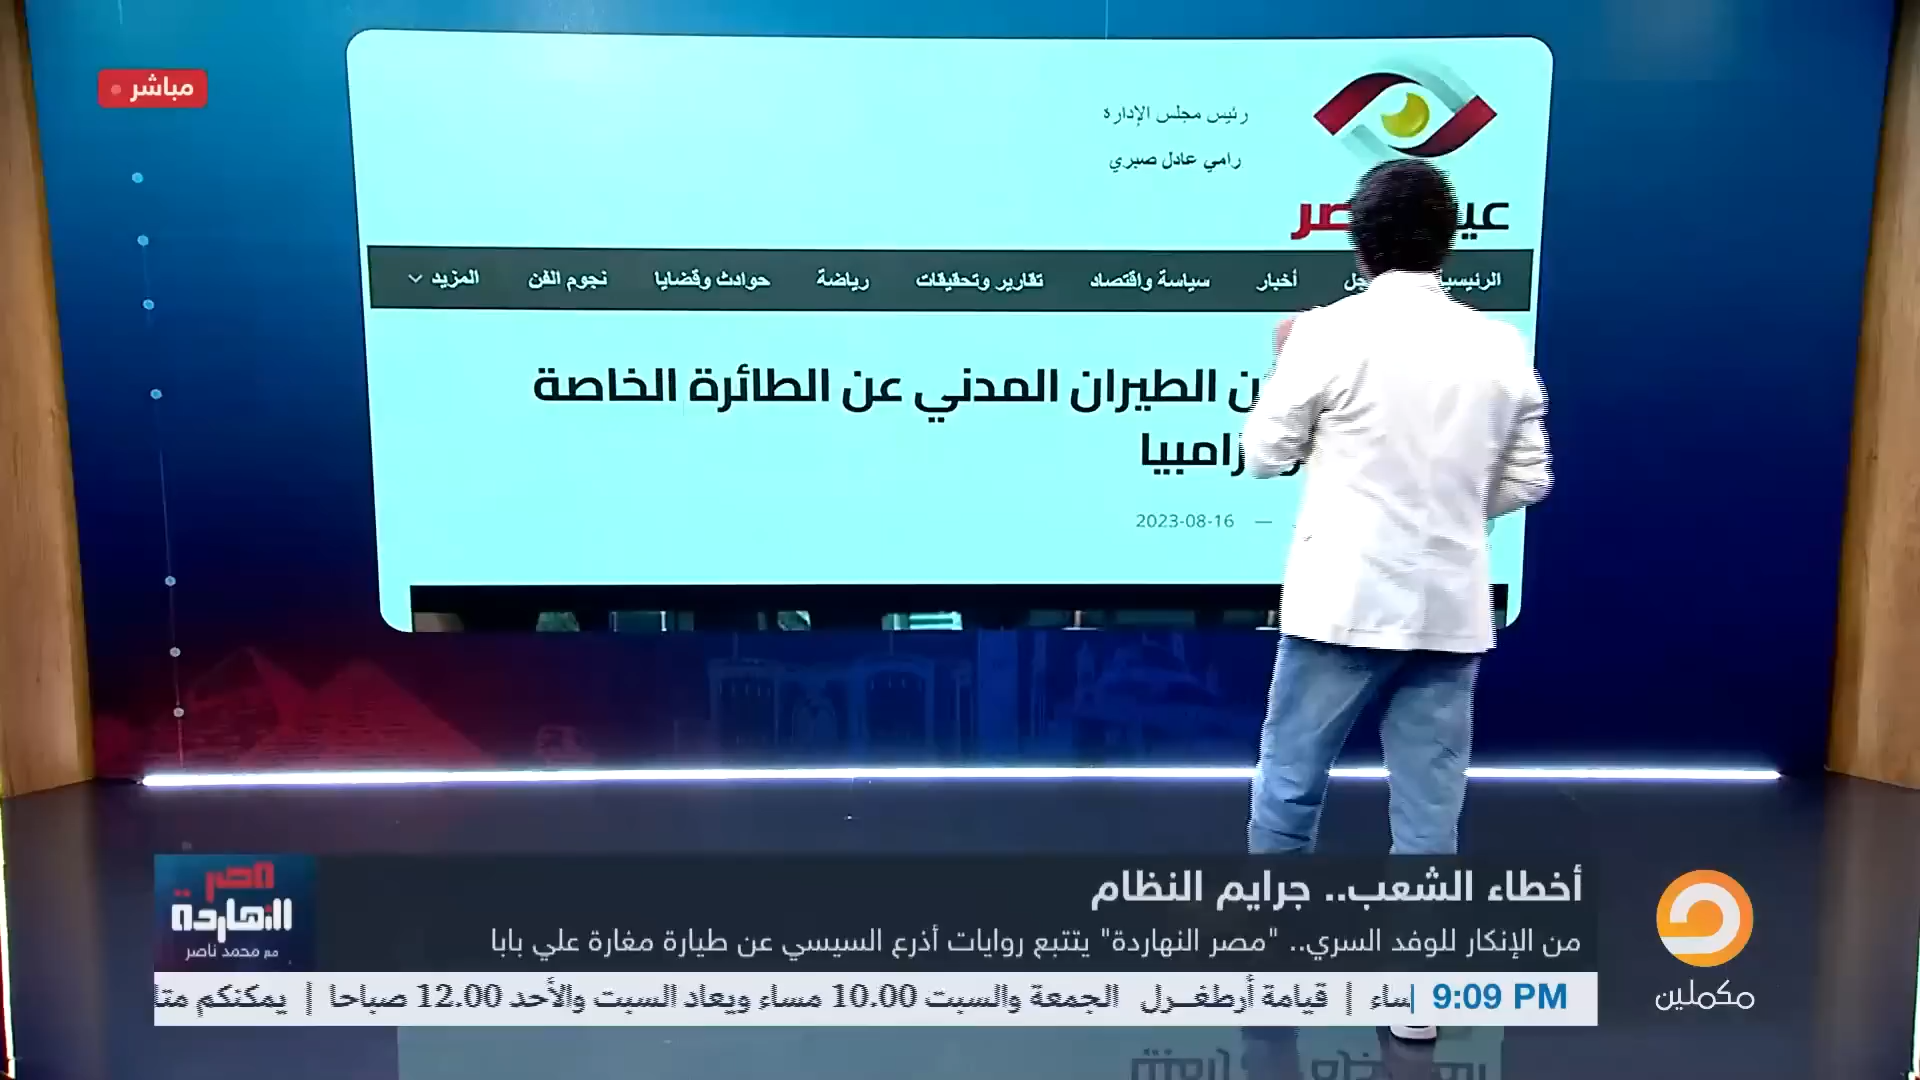 مباشر
رئيس مجلس الإدارة
رامي عادل صبري
أخبار
سياسة واقتصاد
تقارير وتحقيقات
رياضة
حوادث وقضايا
نجوم الفن
المزيد
الطيران المدني عن الطائرة الخاصة
زامبيا
2023-08-16 —
أخطاء الشعب.. جرايم النظام
من الإنكار للوفد السري.. "مصر النهاردة" يتتبع روايات أذرع السيسي عن طيارة مغارة علي بابا
مصر
النهاردة
مع محمد ناصر
9:09 PM
| قيامة أرطغـرل الجمعة والسبت 10.00 مساء ويعاد السبت والأحد 12.00 صباحا | يمكنكم
مكملين